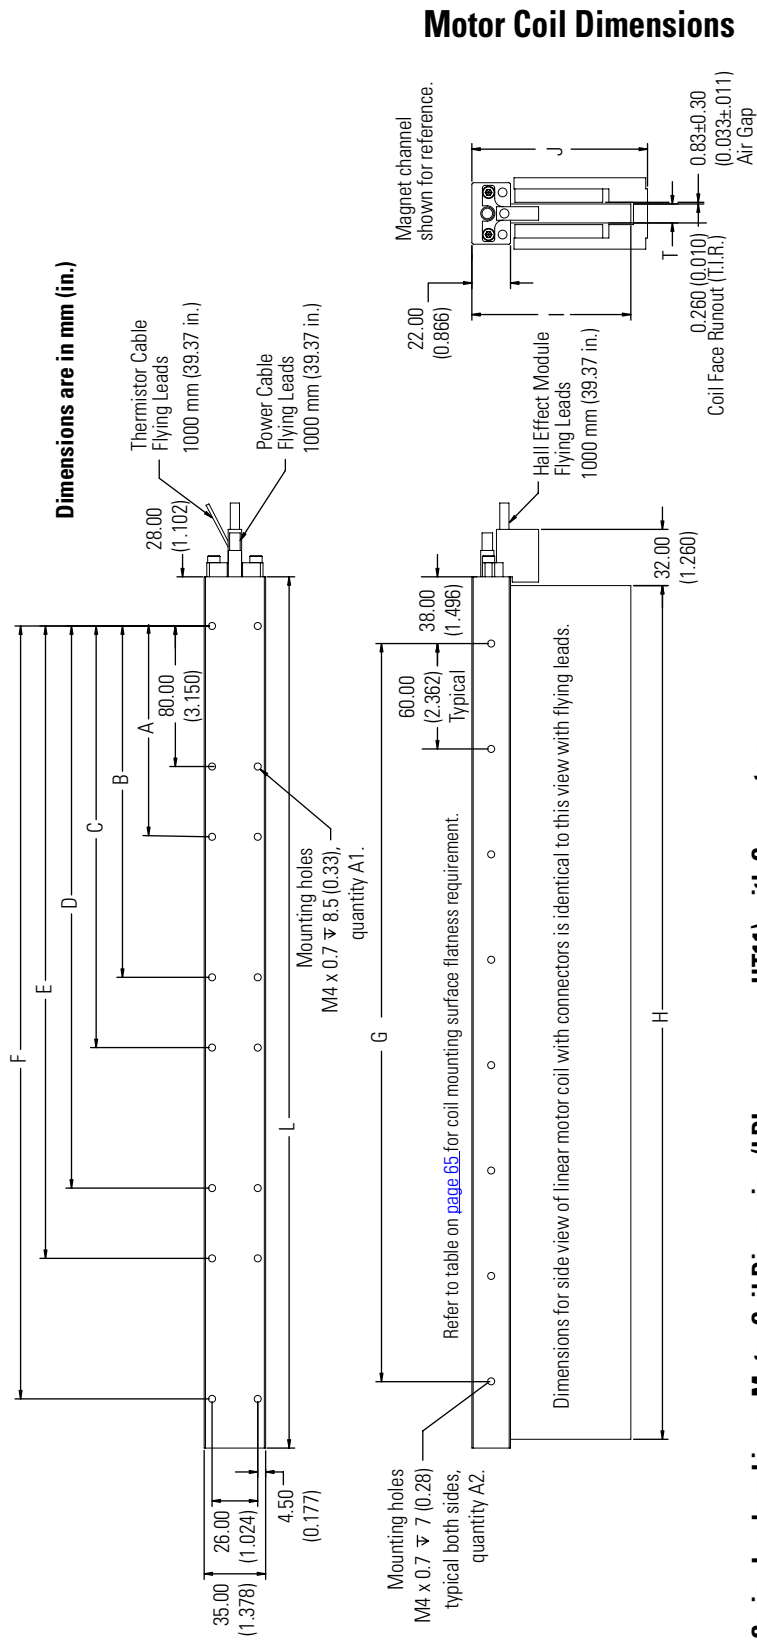 Motor Coil Dimensions
Dimensions are in mm (in.)
Thermistor Cable
Flying Leads
1000 mm (39.37 in.)
Power Cable
Flying Leads
1000 mm (39.37 in.)
28.00
(1.102)
F
E
D
C
B
A
80.00
(3.150)
L
Mounting holes
M4 x 0.7 ↧ 8.5 (0.33),
quantity A1.
35.00
(1.378)
26.00
(1.024)
4.50
(0.177)
Magnet channel
shown for reference.
22.00
(0.866)
I
J
T
0.83±0.30
(0.033±.011)
Air Gap
0.260 (0.010)
Coil Face Runout (T.I.R.)
Hall Effect Module
Flying Leads
1000 mm (39.37 in.)
38.00
(1.496)
32.00
(1.260)
60.00
(2.362)
Typical
G
Refer to table on page 65 for coil mounting surface flatness requirement.
Dimensions for side view of linear motor coil with connectors is identical to this view with flying leads.
H
Mounting holes
M4 x 0.7 ↧ 7 (0.28)
typical both sides,
quantity A2.